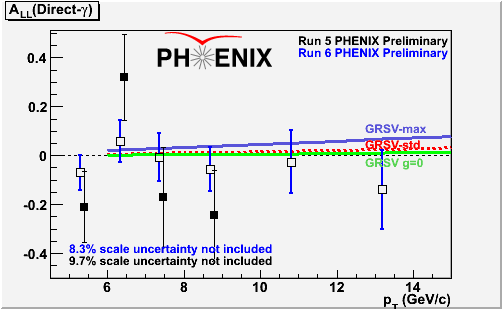 A_LL(Direct-γ)
PHENIX
Run 5 PHENIX Preliminary
Run 6 PHENIX Preliminary
0.4
0.2
0
-0.2
-0.4
GRSV-max
GRSV-std
GRSV g=0
8.3% scale uncertainty not included
9.7% scale uncertainty not included
6 8 10 12 14
p_T (GeV/c)